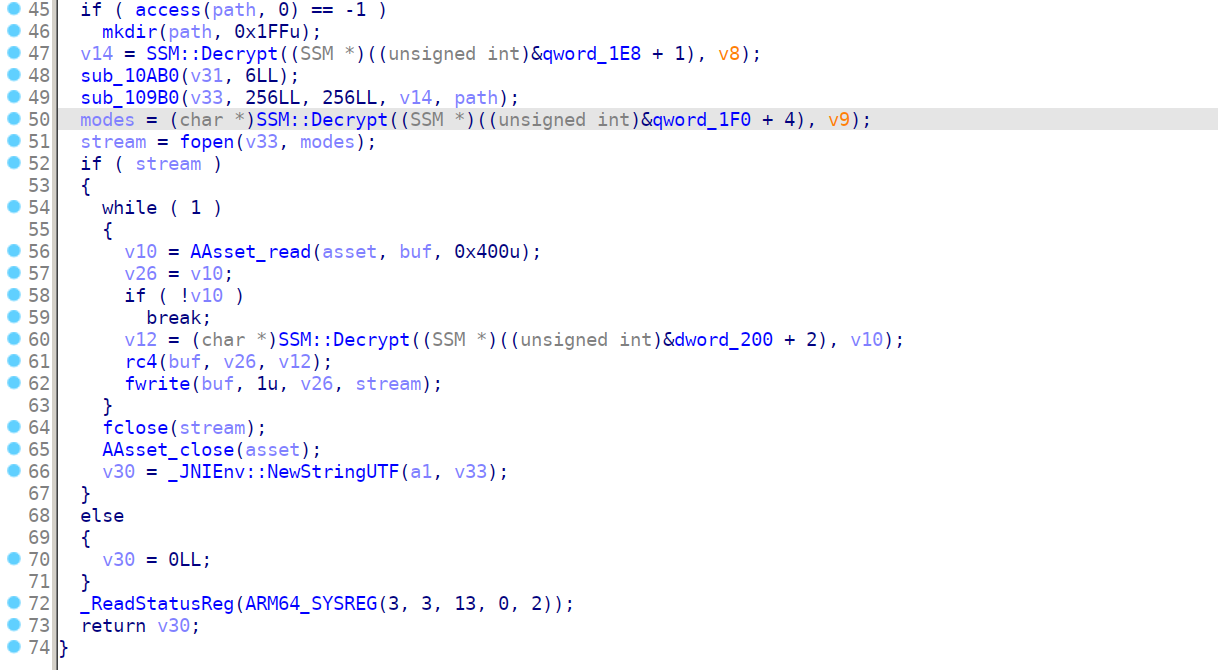 45 if ( access(path, 0) == -1 )
46 mkdir(path, 0x1FFu);
47 v14 = SSM::Decrypt((SSM *)((unsigned int)&qword_1E8 + 1), v8);
48 sub_10AB0(v31, 6LL);
49 sub_109B0(v33, 256LL, 256LL, v14, path);
50 modes = (char *)SSM::Decrypt((SSM *)((unsigned int)&qword_1F0 + 4), v9);
51 stream = fopen(v33, modes);
52 if ( stream )
53 {
54 while ( 1 )
55 {
56 v10 = AAsset_read(asset, buf, 0x400u);
57 v26 = v10;
58 if ( !v10 )
59 break;
60 v12 = (char *)SSM::Decrypt((SSM *)((unsigned int)&dword_200 + 2), v10);
61 rc4(buf, v26, v12);
62 fwrite(buf, 1u, v26, stream);
63 }
64 fclose(stream);
65 AAsset_close(asset);
66 v30 = _JNIEnv::NewStringUTF(a1, v33);
67 }
68 else
69 {
70 v30 = 0LL;
71 }
72 _ReadStatusReg(ARM64_SYSREG(3, 3, 13, 0, 2));
73 return v30;
74 }